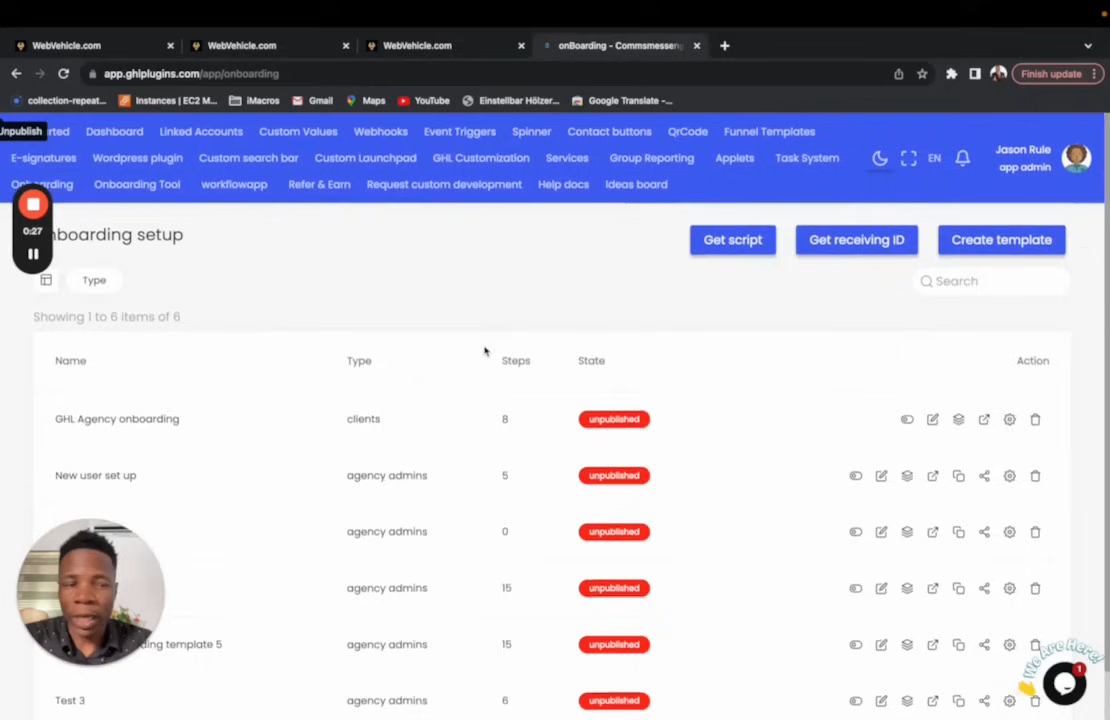 WebVehicle.com
WebVehicle.com
WebVehicle.com
onBoarding - Commsmesseng
app.ghlplugins.com/app/onboarding
Finish update
collection-repeat...
Instances | EC2 M...
iMacros
Gmail
Maps
YouTube
Einstellbar Hölzer...
Google Translate -...
Unpublish
rted
Dashboard
Linked Accounts
Custom Values
Webhooks
Event Triggers
Spinner
Contact buttons
QrCode
Funnel Templates
E-signatures
Wordpress plugin
Custom search bar
Custom Launchpad
GHL Customization
Services
Group Reporting
Applets
Task System
EN
Jason Rule
app admin
Onboarding
Onboarding Tool
workflowapp
Refer & Earn
Request custom development
Help docs
Ideas board
0:27
nboarding setup
Get script
Get receiving ID
Create template
Type
Search
Showing 1 to 6 items of 6
Name Type Steps State Action
GHL Agency onboarding clients 8 unpublished
New user set up agency admins 5 unpublished
agency admins 0 unpublished
agency admins 15 unpublished
ding template 5 agency admins 15 unpublished
Test 3 agency admins 6 unpublished
We Are Here!
1